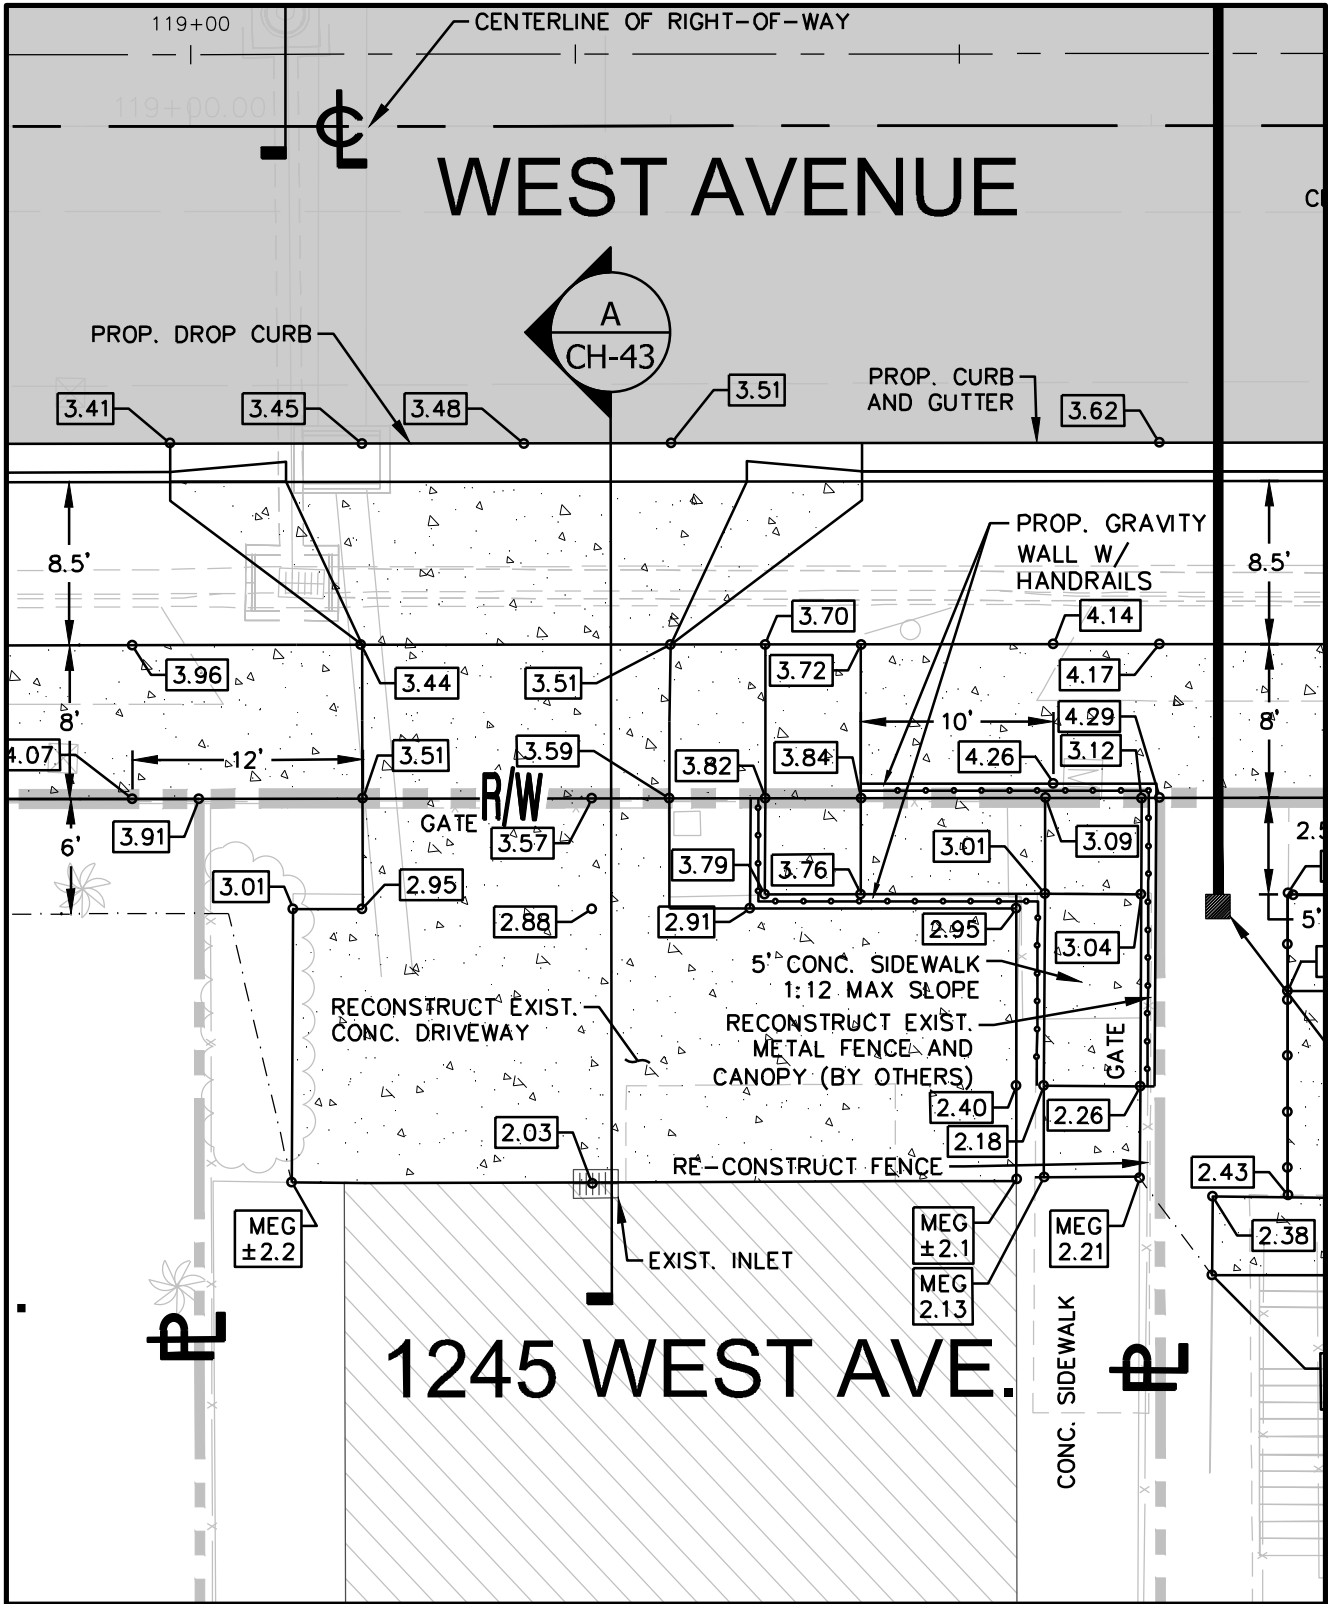 119+00
CENTERLINE OF RIGHT-OF-WAY
119+00.00
CL
WEST AVENUE
A
CH-43
PROP. DROP CURB
PROP. CURB
AND GUTTER
3.41
3.45
3.48
3.51
3.62
8.5'
PROP. GRAVITY
WALL W/
HANDRAILS
8.5'
3.70
4.14
3.96
3.44
3.51
3.72
4.17
8'
12'
10'
4.29
8'
4.07
3.51
R/W
3.59
3.82
3.84
4.26
3.12
3.91
GATE
3.57
3.01
3.09
6'
3.01
2.95
2.88
3.79
3.76
2.91
2.95
3.04
5'
5' CONC. SIDEWALK
1:12 MAX SLOPE
RECONSTRUCT EXIST.
CONC. DRIVEWAY
RECONSTRUCT EXIST.
METAL FENCE AND
CANOPY (BY OTHERS)
GATE
2.40
2.26
2.03
2.18
RE-CONSTRUCT FENCE
2.43
MEG
±2.2
MEG
±2.1
MEG
2.21
2.38
EXIST. INLET
MEG
2.13
PL
1245 WEST AVE.
CONC. SIDEWALK
PL